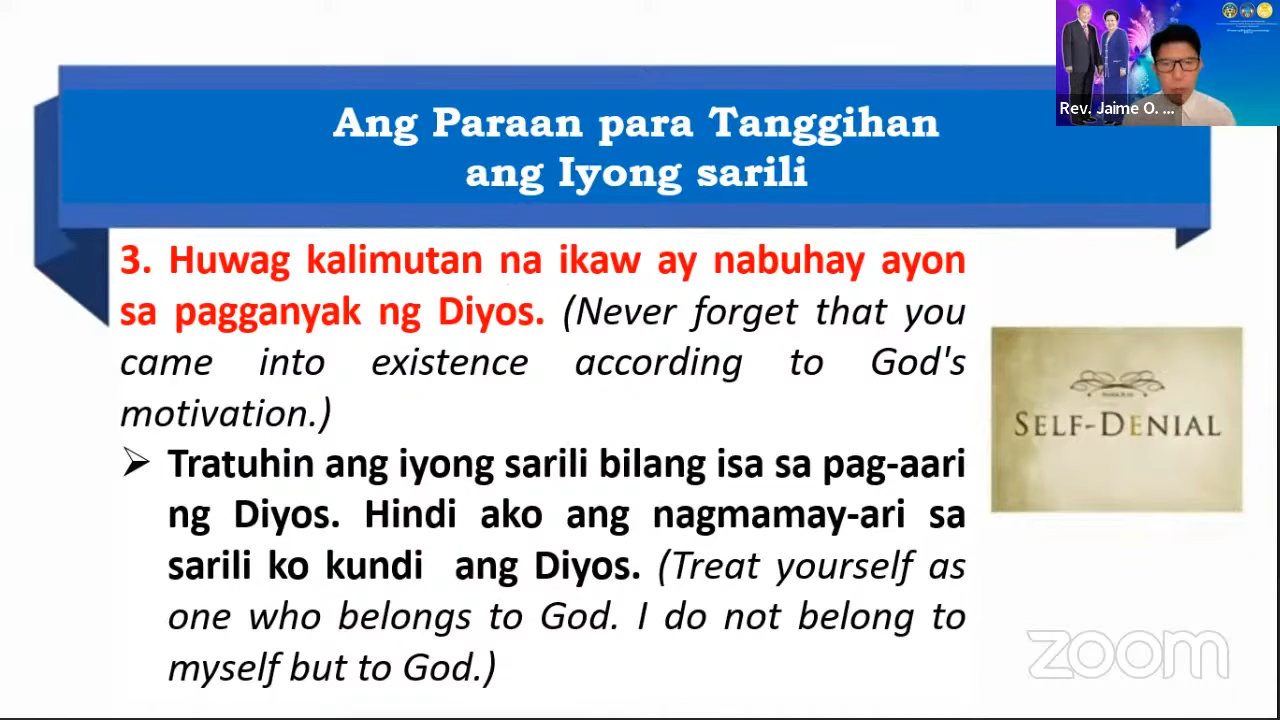 Rev. Jaime O. ...
Ang Paraan para Tanggihan
ang Iyong sarili
3. Huwag kalimutan na ikaw ay nabuhay ayon
sa pagganyak ng Diyos. (Never forget that you
came into existence according to God's
motivation.)
➢ Tratuhin ang iyong sarili bilang isa sa pag-aari
ng Diyos. Hindi ako ang nagmamay-ari sa
sarili ko kundi ang Diyos. (Treat yourself as
one who belongs to God. I do not belong to
myself but to God.)
SELF-DENIAL
zoom